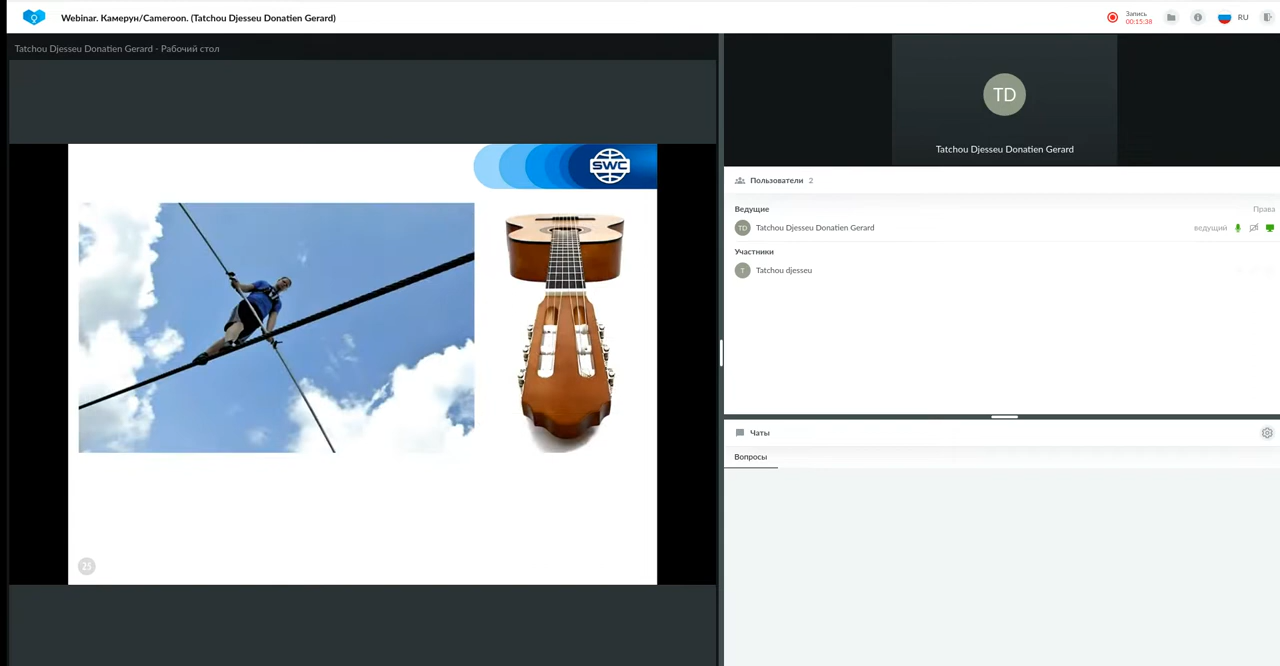 Webinar. Камерун/Cameroon. (Tatchou Djesseu Donatien Gerard)
Запись
00:15:38
RU
Tatchou Djesseu Donatien Gerard - Рабочий стол
SWC
25
TD
Tatchou Djesseu Donatien Gerard
Пользователи 2
Ведущие Права
TD Tatchou Djesseu Donatien Gerard ведущий
Участники
T Tatchou djesseu
Чаты
Вопросы